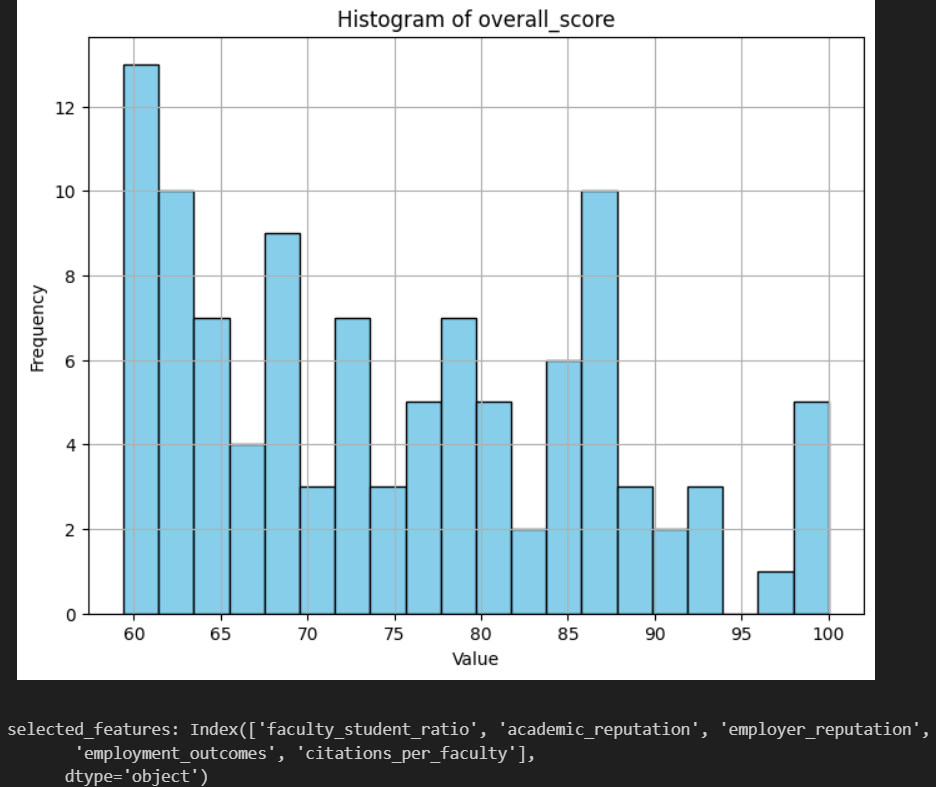 Histogram of overall_score
12
10
8
6
4
2
0
Frequency
60 65 70 75 80 85 90 95 100
Value
selected_features: Index(['faculty_student_ratio', 'academic_reputation', 'employer_reputation',
'employment_outcomes', 'citations_per_faculty'],
dtype='object')